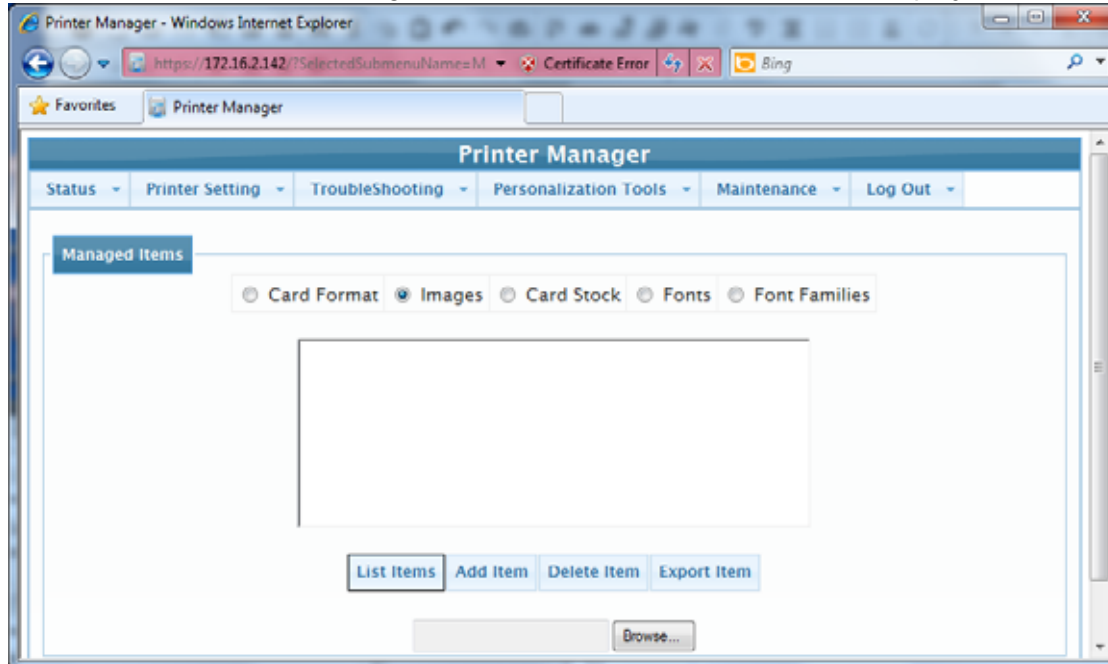 Printer Manager - Windows Internet Explorer
https://172.16.2.142/?SelectedSubmenuName=M Certificate Error Bing
Favorites Printer Manager
Printer Manager
Status Printer Setting TroubleShooting Personalization Tools Maintenance Log Out
Managed Items
Card Format Images Card Stock Fonts Font Families
List Items Add Item Delete Item Export Item
Browse...